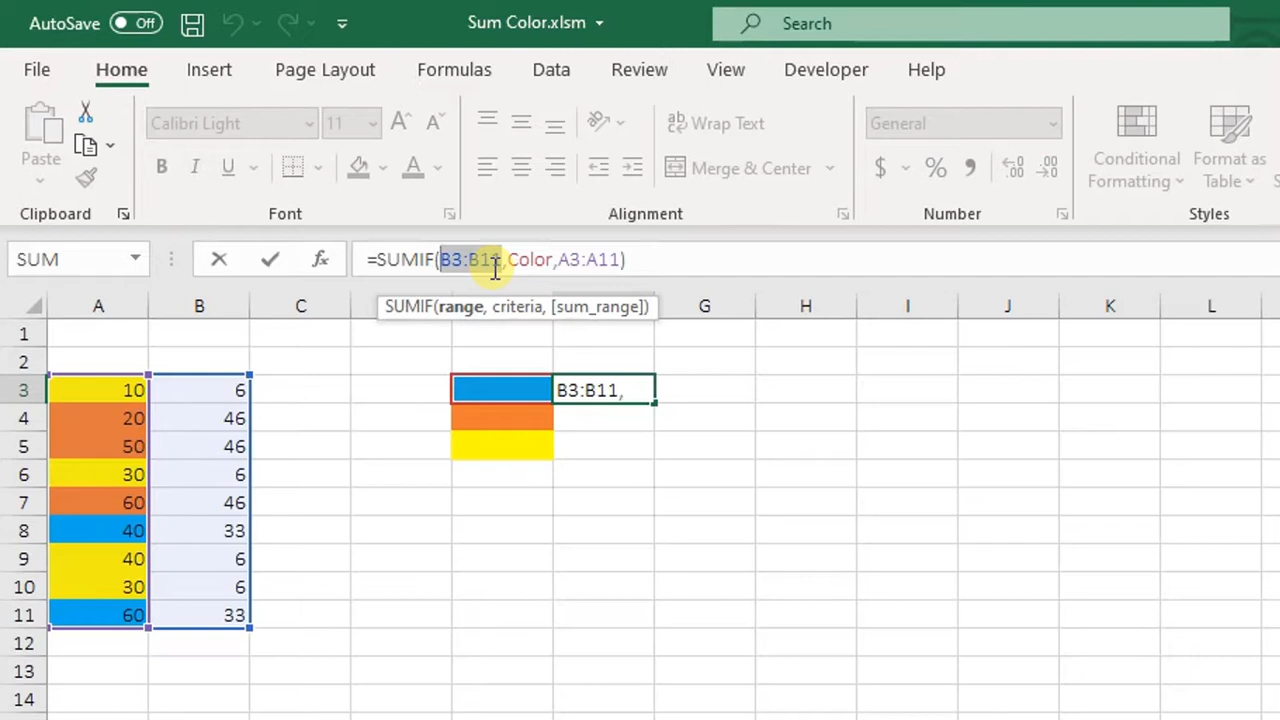 AutoSave Off Sum Color.xlsm Search
File Home Insert Page Layout Formulas Data Review View Developer Help
Calibri Light 11 A A Wrap Text General
Paste B I U A Merge & Center $ % Conditional Formatting Format as Table
Clipboard Font Alignment Number Styles
SUM fx =SUMIF(B3:B11,Color,A3:A11)
SUMIF(range, criteria, [sum_range])
A B C G H I J K L
1
2
3 10 6 B3:B11,
4 20 46
5 50 46
6 30 6
7 60 46
8 40 33
9 40 6
10 30 6
11 60 33
12
13
14